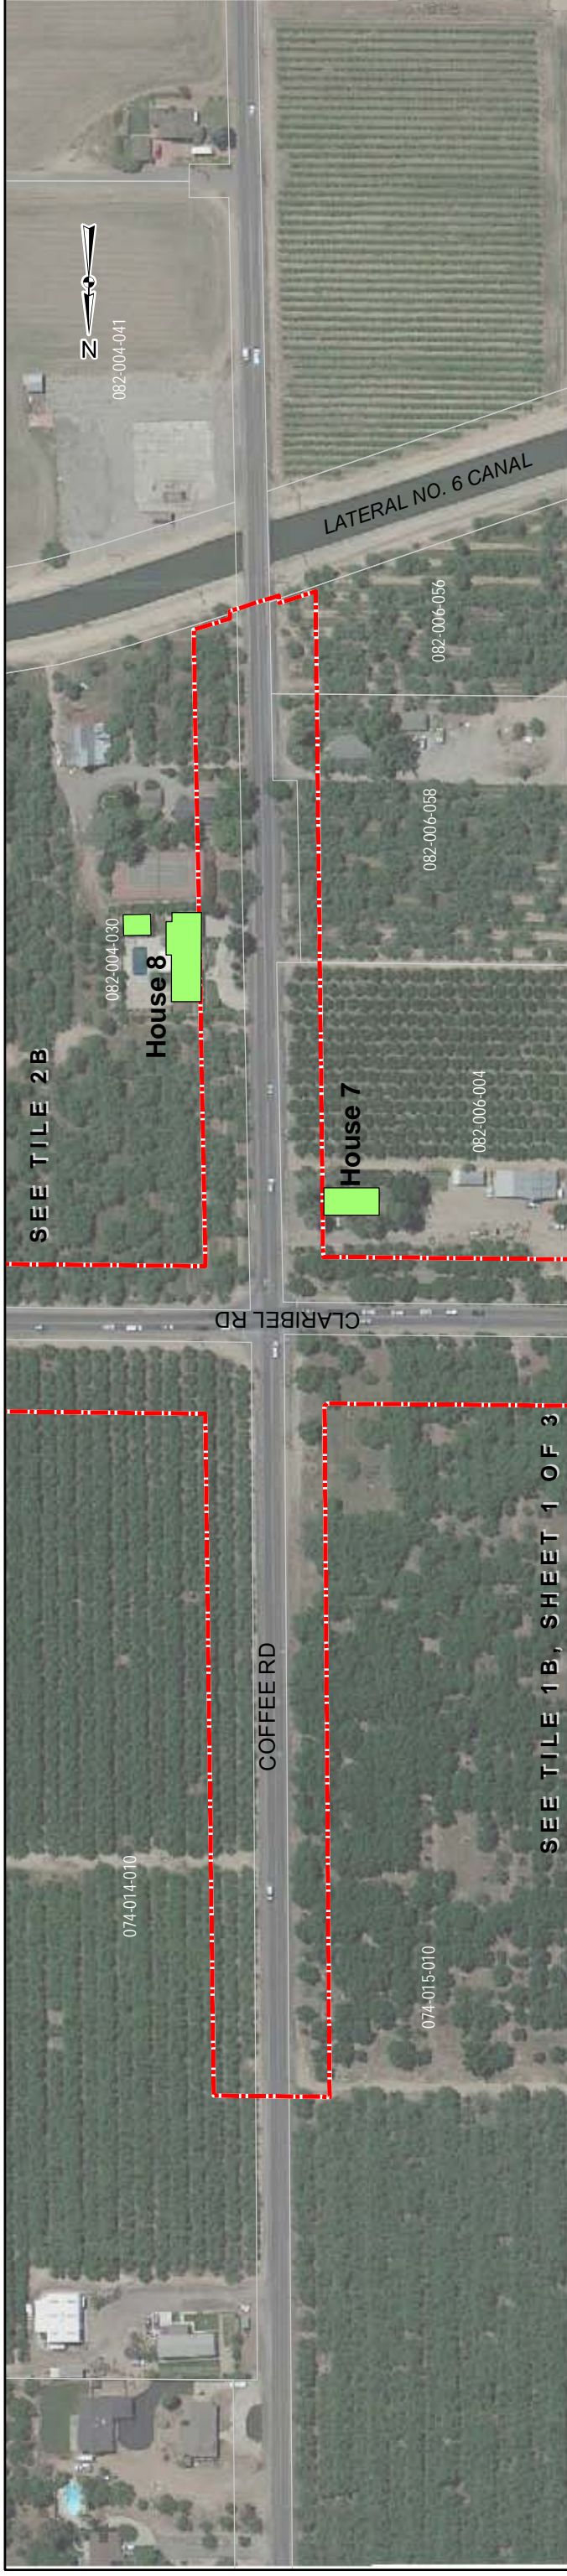 N
082-004-041
LATERAL NO. 6 CANAL
082-006-056
082-006-058
082-004-030
House 8
SEE TILE 2B
House 7
082-006-004
CLARIBEL RD
SEE TILE 1B, SHEET 1 OF 3
COFFEE RD
074-014-010
074-015-010